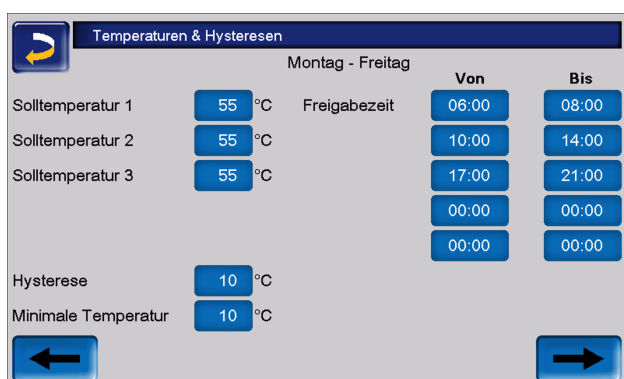 Temperaturen & Hysteresen
Montag - Freitag
Von Bis
Solltemperatur 1 55 °C Freigabezeit 06:00 08:00
Solltemperatur 2 55 °C 10:00 14:00
Solltemperatur 3 55 °C 17:00 21:00
00:00 00:00
00:00 00:00
Hysterese 10 °C
Minimale Temperatur 10 °C